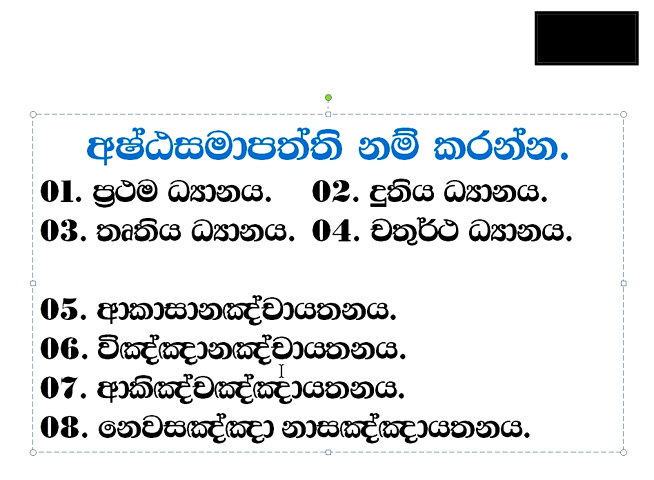 අෂ්ඨසමාපත්ති නම් කරන්න.
01. ප්‍රථම ධ්‍යානය. 02. දුතිය ධ්‍යානය.
03. තෘතිය ධ්‍යානය. 04. චතුර්ථ ධ්‍යානය.
05. ආකාසානඤ්චායතනය.
06. විඤ්ඤානඤ්චායතනය.
07. ආකිඤ්චඤ්ඤායතනය.
08. නෙවසඤ්ඤා නාසඤ්ඤායතනය.